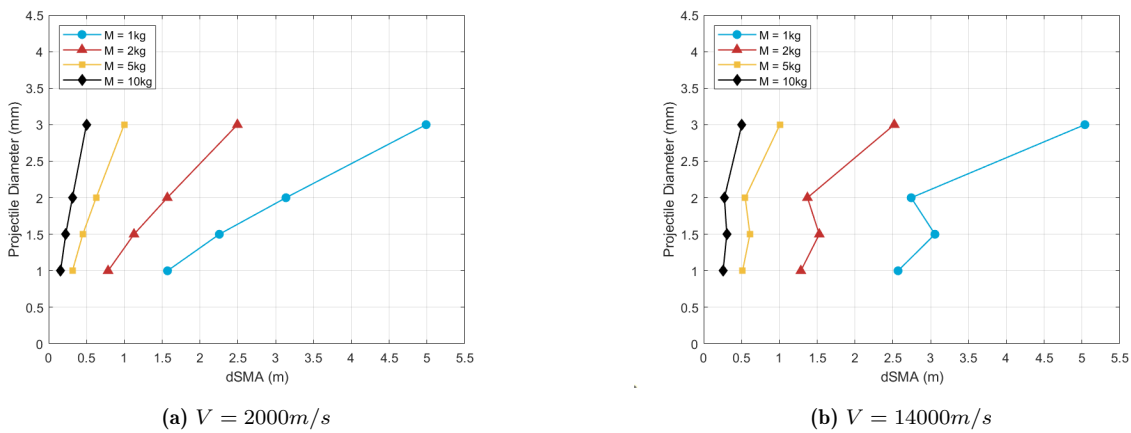 M = 1kg
M = 2kg
M = 5kg
M = 10kg
4.5
4
3.5
3
2.5
2
1.5
1
0.5
0
Projectile Diameter (mm)
0 0.5 1 1.5 2 2.5 3 3.5 4 4.5 5 5.5
dSMA (m)
(a) V = 2000m/s
M = 1kg
M = 2kg
M = 5kg
M = 10kg
4.5
4
3.5
3
2.5
2
1.5
1
0.5
0
Projectile Diameter (mm)
0 0.5 1 1.5 2 2.5 3 3.5 4 4.5 5 5.5
dSMA (m)
(b) V = 14000m/s